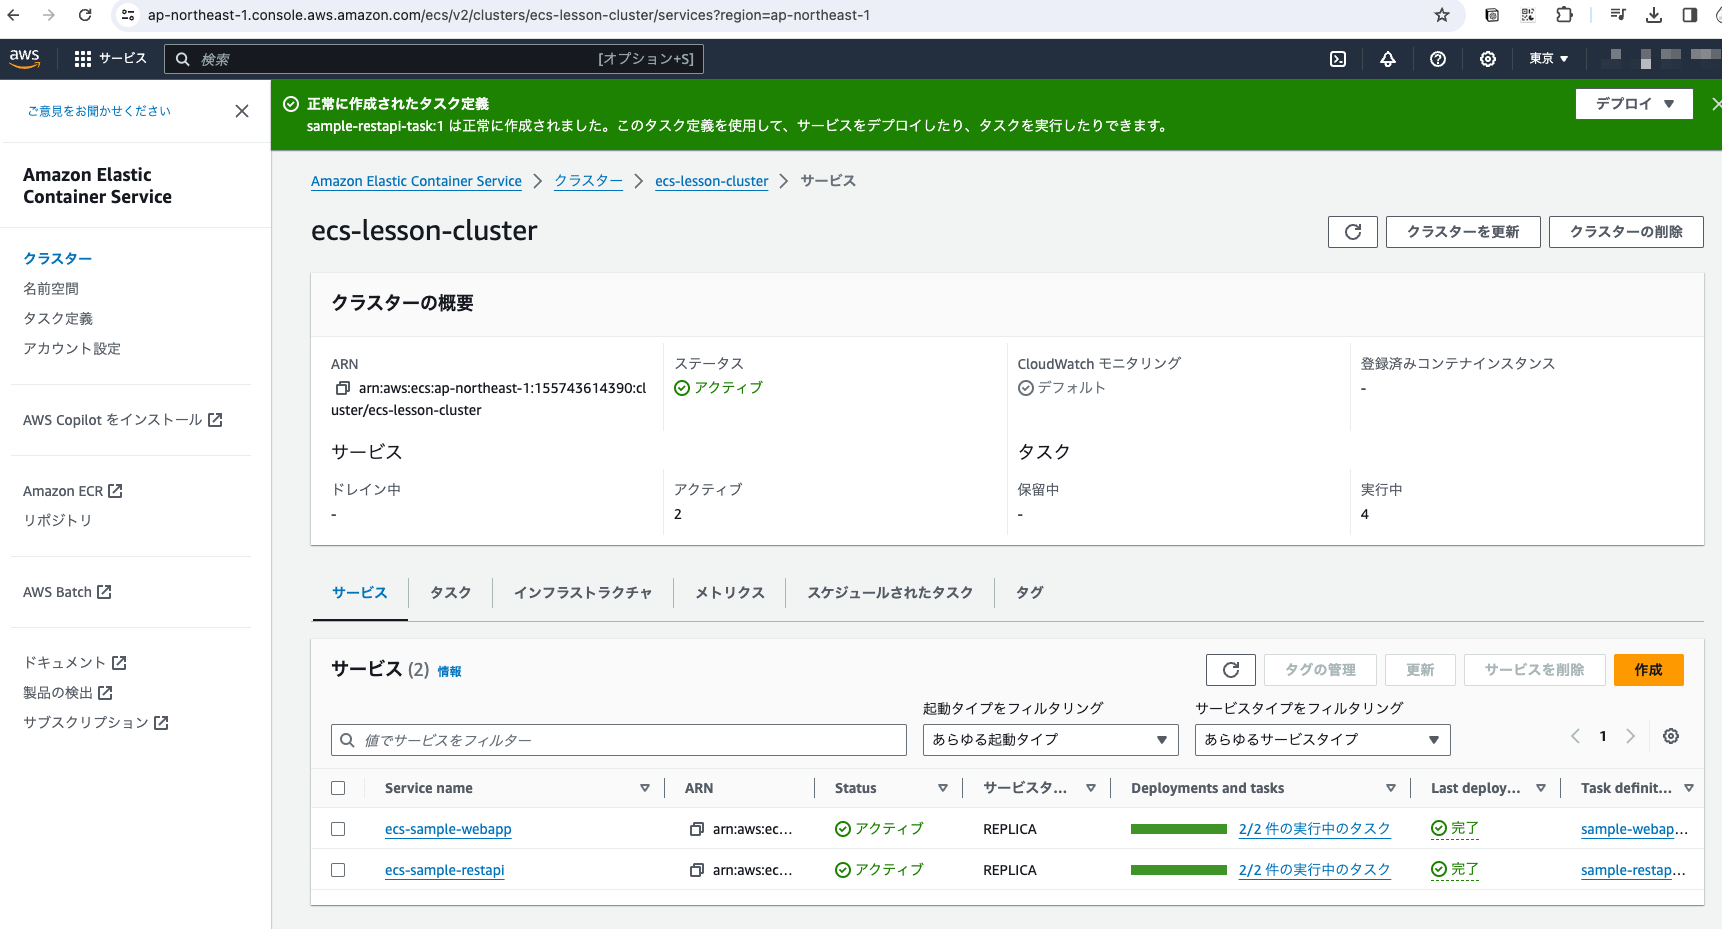 ap-northeast-1.console.aws.amazon.com/ecs/v2/clusters/ecs-lesson-cluster/services?region=ap-northeast-1
aws
サービス
検索
[オプション+S]
東京
ご意見をお聞かせください
Amazon Elastic
Container Service
クラスター
名前空間
タスク定義
アカウント設定
AWS Copilot をインストール
Amazon ECR
リポジトリ
AWS Batch
ドキュメント
製品の検出
サブスクリプション
正常に作成されたタスク定義
sample-restapi-task:1 は正常に作成されました。このタスク定義を使用して、サービスをデプロイしたり、タスクを実行したりできます。
デプロイ
Amazon Elastic Container Service
クラスター
ecs-lesson-cluster
サービス
ecs-lesson-cluster
クラスターを更新
クラスターの削除
クラスターの概要
ARN
arn:aws:ecs:ap-northeast-1:155743614390:cl
uster/ecs-lesson-cluster
ステータス
アクティブ
CloudWatch モニタリング
デフォルト
登録済みコンテナインスタンス
-
サービス
タスク
ドレイン中
-
アクティブ
2
保留中
-
実行中
4
サービス
タスク
インフラストラクチャ
メトリクス
スケジュールされたタスク
タグ
サービス (2) 情報
タグの管理
更新
サービスを削除
作成
値でサービスをフィルター
起動タイプをフィルタリング
あらゆる起動タイプ
サービスタイプをフィルタリング
あらゆるサービスタイプ
1
Service name ARN Status サービスタ... Deployments and tasks Last deploy... Task definit...
ecs-sample-webapp arn:aws:ec... アクティブ REPLICA 2/2 件の実行中のタスク 完了 sample-webap...
ecs-sample-restapi arn:aws:ec... アクティブ REPLICA 2/2 件の実行中のタスク 完了 sample-restap...